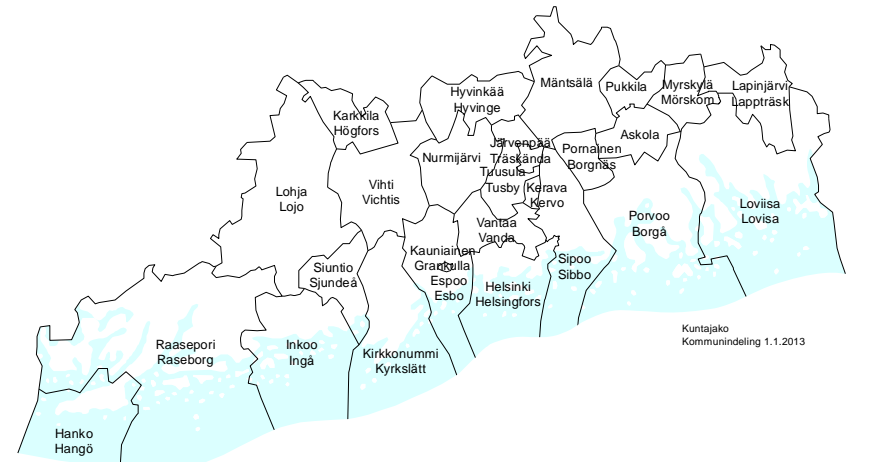 Mäntsälä
Pukkila
Myrskylä
Mörskom
Lapinjärvi
Lappträsk
Hyvinkää
Hyvinge
Karkkila
Högfors
Askola
Järvenpää
Träskända
Pornainen
Borgnäs
Nurmijärvi
Tuusula
Tusby
Kerava
Kervo
Vihti
Vichtis
Lohja
Lojo
Loviisa
Lovisa
Porvoo
Borgå
Vantaa
Vanda
Kauniainen
Grankulla
Espoo
Esbo
Sipoo
Sibbo
Siuntio
Sjundeå
Helsinki
Helsingfors
Kuntajako
Kommunindeling 1.1.2013
Raasepori
Raseborg
Inkoo
Ingå
Kirkkonummi
Kyrkslätt
Hanko
Hangö